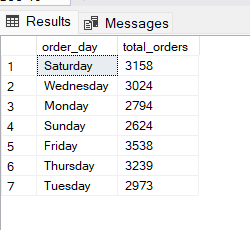 Results Messages
order_day total_orders
1 Saturday 3158
2 Wednesday 3024
3 Monday 2794
4 Sunday 2624
5 Friday 3538
6 Thursday 3239
7 Tuesday 2973